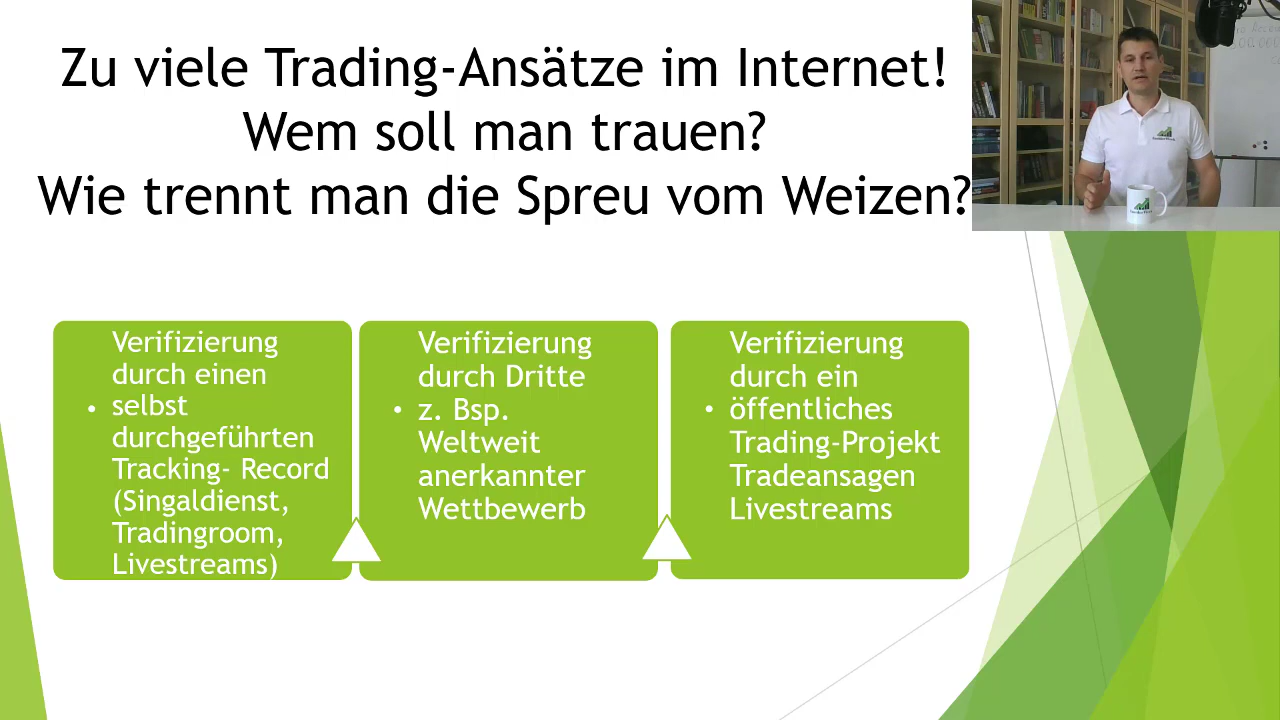 Zu viele Trading-Ansätze im Internet!
Wem soll man trauen?
Wie trennt man die Spreu vom Weizen?
Verifizierung
durch einen
• selbst
durchgeführten
Tracking- Record
(Singaldienst,
Tradingroom,
Livestreams)
Verifizierung
durch Dritte
• z. Bsp.
Weltweit
anerkannter
Wettbewerb
Verifizierung
durch ein
• öffentliches
Trading-Projekt
Tradeansagen
Livestreams